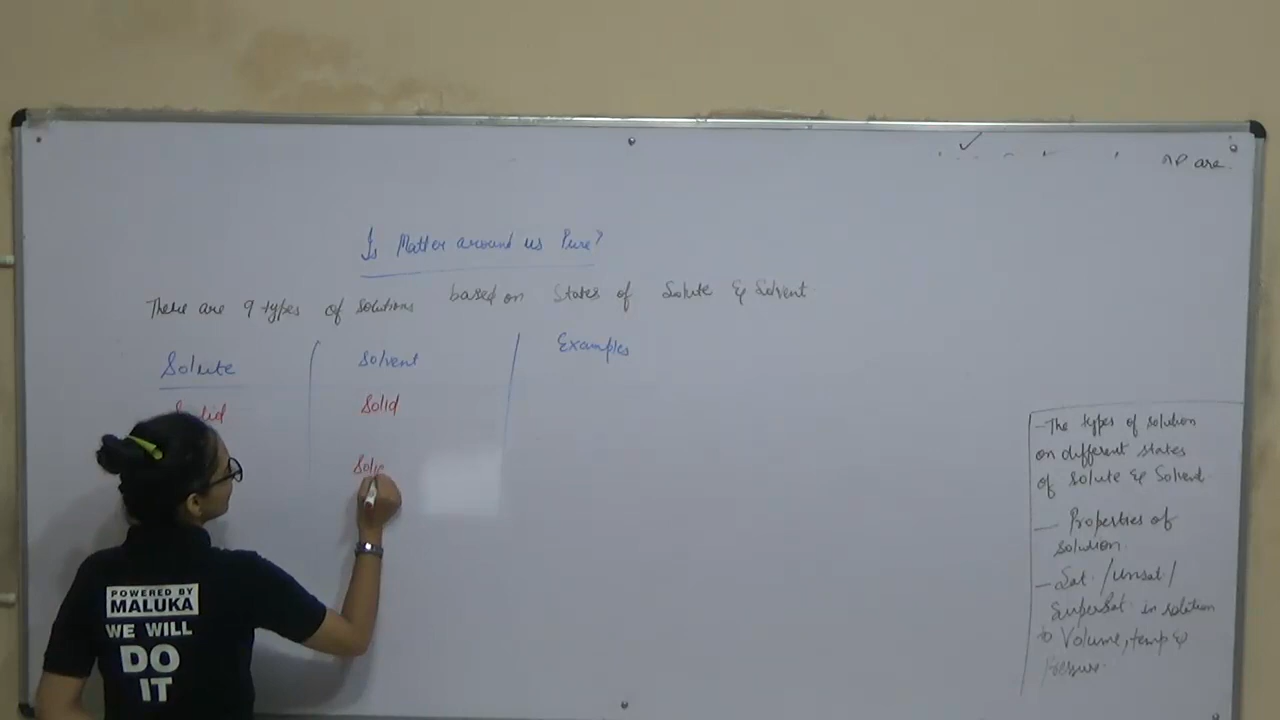 are.
Is Matter around us Pure?
There are 9 types of solutions based on States of Solute & Solvent
Solute Solvent Examples
Solid Solid
Soli
- The types of solution
on different states
of solute & Solvent
- Properties of
solution.
- Sat. / Unsat. /
SuperSat. in solution
to Volume, temp &
Pressure.
POWERED BY
MALUKA
WE WILL
DO
IT